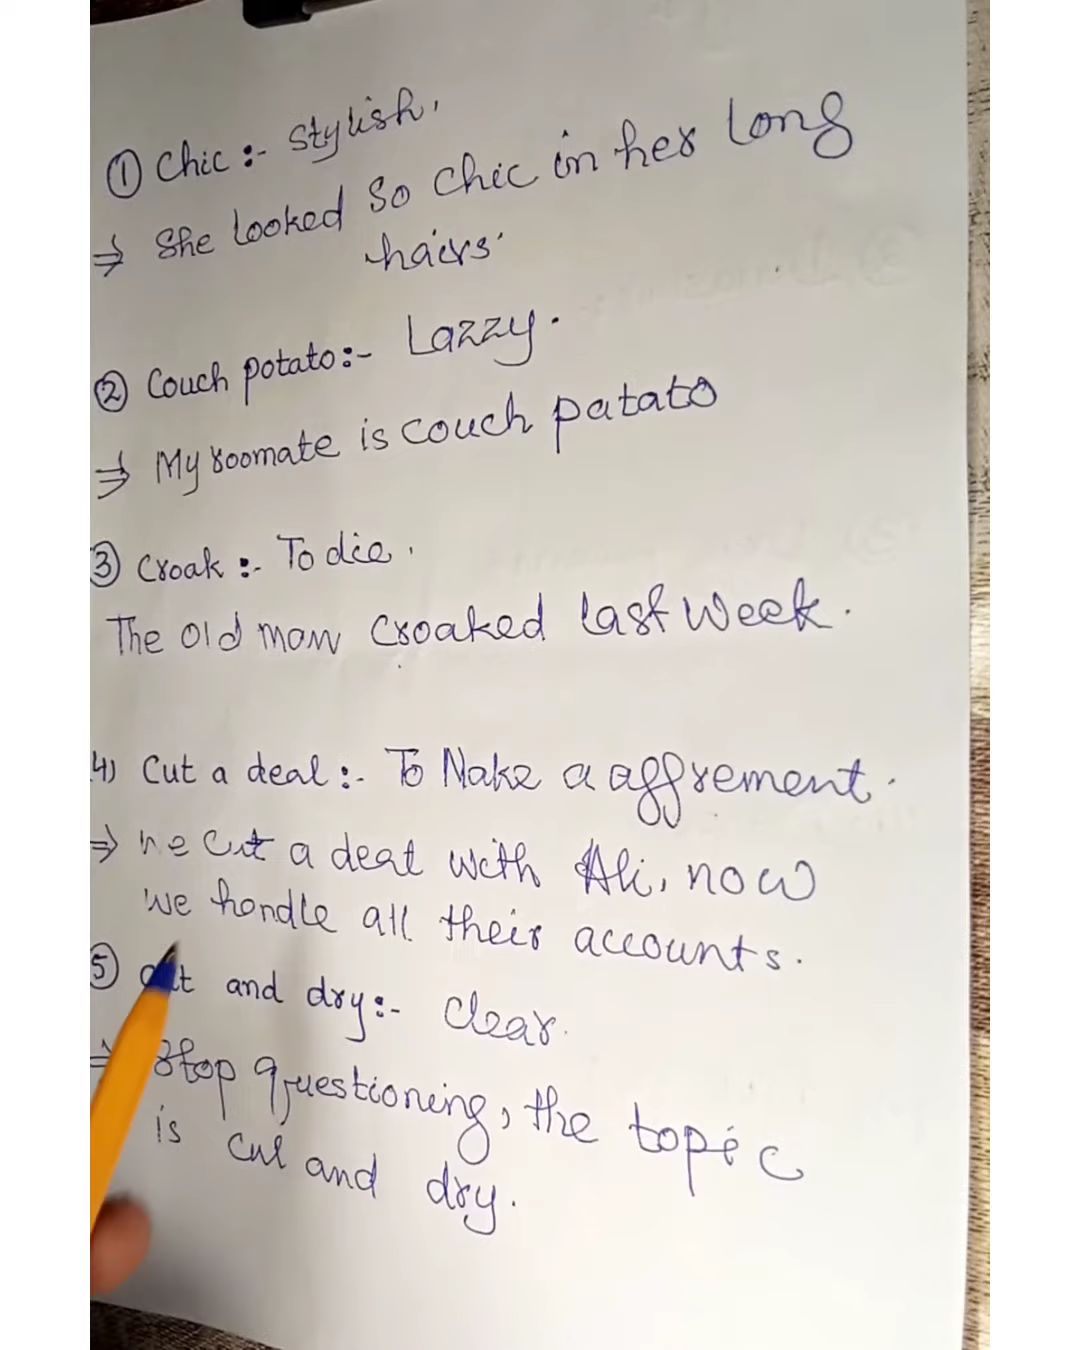 ① Chic :- Stylish.
⇒ She looked So chic in her long
hairs.
② Couch potato :- Lazzy.
⇒ My roomate is couch patato
③ Croak :- To die.
The old man croaked last week.
4) Cut a deal :- To Nake a aggrement.
⇒ we Cut a deal with Ali, now
we handle all their accounts.
⑤ cut and dry :- clear.
⇒ Stop questioning, the topic
is cut and dry.